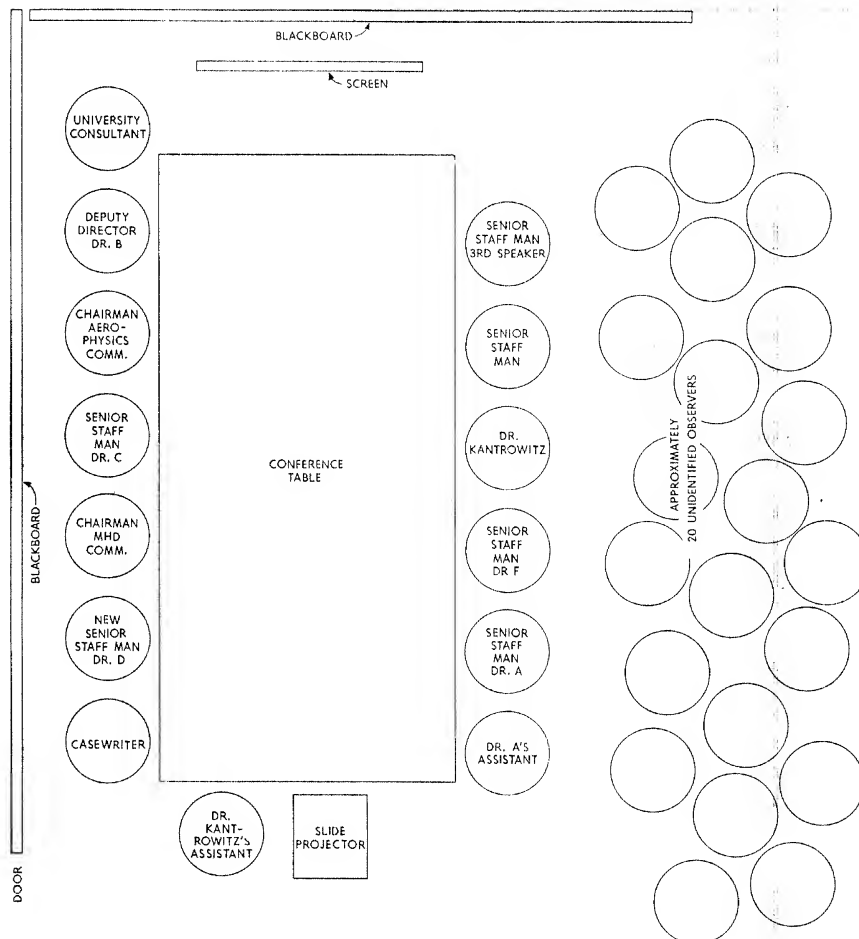 BLACKBOARD
SCREEN
UNIVERSITY
CONSULTANT
DEPUTY
DIRECTOR
DR. B
CHAIRMAN
AERO-
PHYSICS
COMM.
SENIOR
STAFF
MAN
DR. C
CHAIRMAN
MHD
COMM.
NEW
SENIOR
STAFF MAN
DR. D
CASEWRITER
BLACKBOARD
DOOR
CONFERENCE
TABLE
SENIOR
STAFF MAN
3RD SPEAKER
SENIOR
STAFF
MAN
DR.
KANTROWITZ
SENIOR
STAFF
MAN
DR F
SENIOR
STAFF
MAN
DR. A
DR. A'S
ASSISTANT
DR.
KANT-
ROWITZ'S
ASSISTANT
SLIDE
PROJECTOR
APPROXIMATELY
20 UNIDENTIFIED OBSERVERS